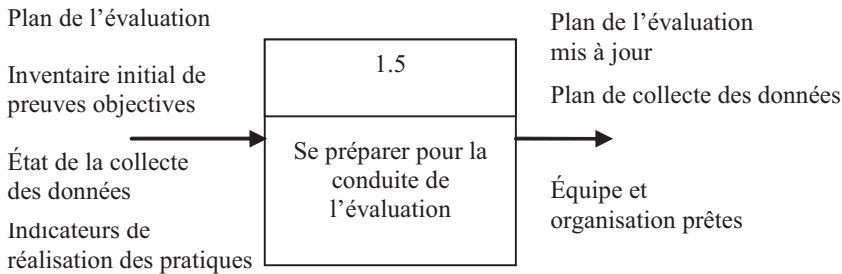 Plan de l’évaluation
Inventaire initial de
preuves objectives
État de la collecte
des données
Indicateurs de
réalisation des pratiques
1.5
Se préparer pour la
conduite de
l’évaluation
Plan de l’évaluation
mis à jour
Plan de collecte des données
Équipe et
organisation prêtes